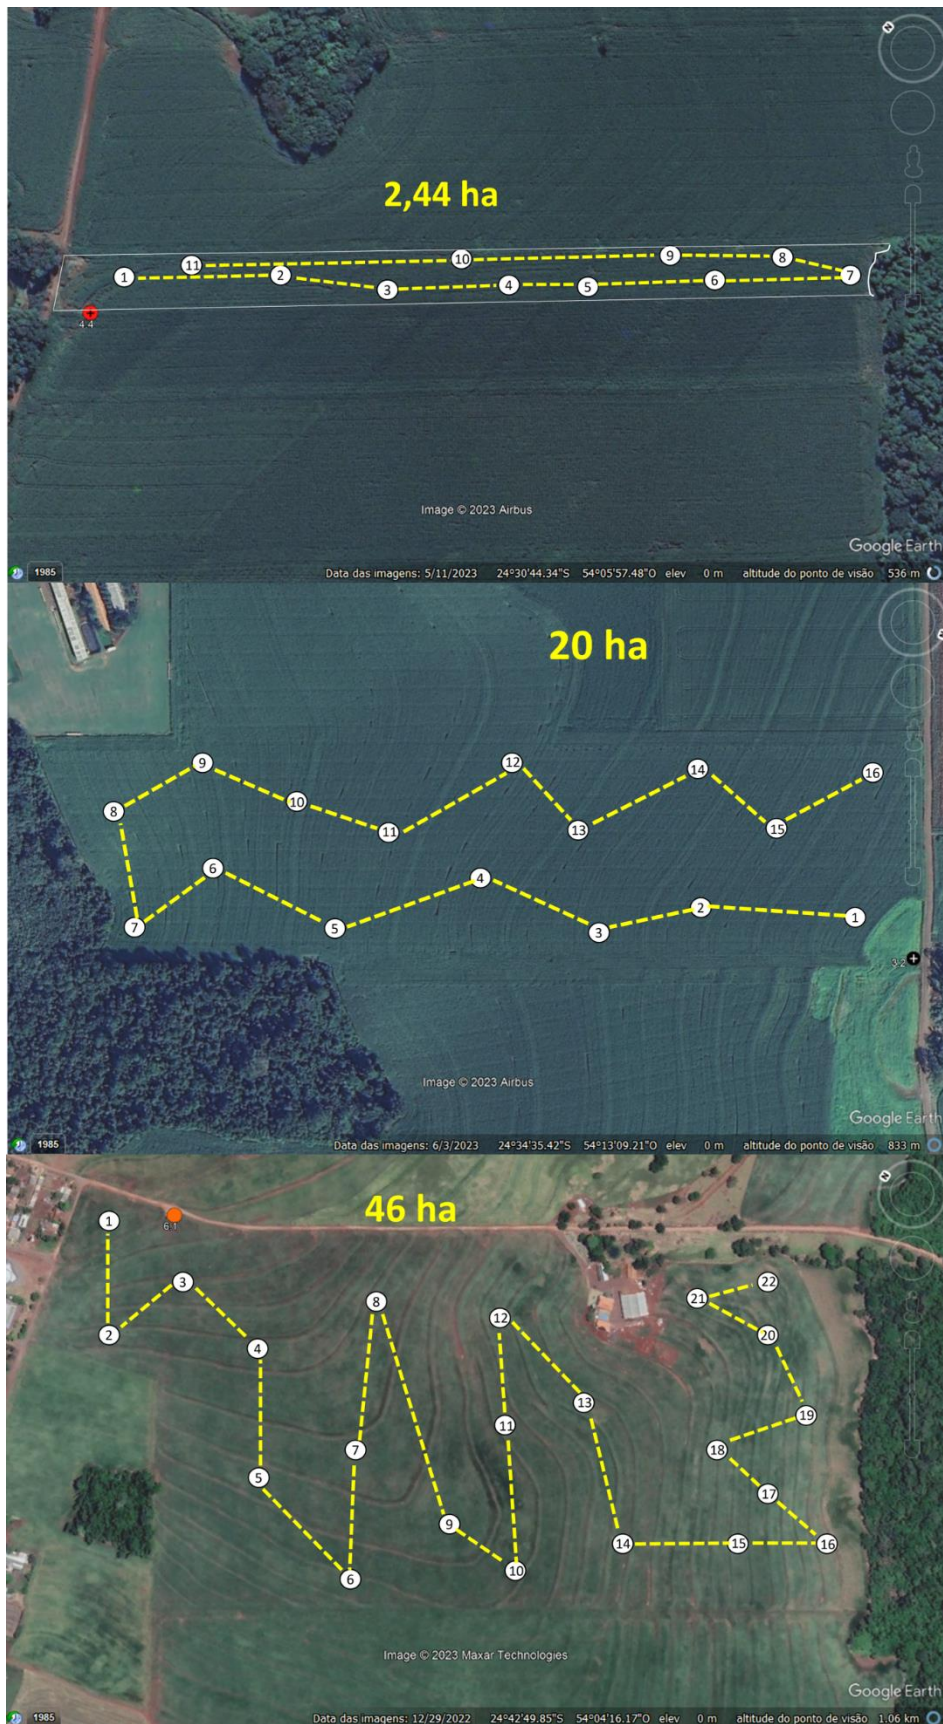 2,44 ha
11 10 9 8
1 2 3 4 5 6 7
4 4
Image © 2023 Airbus
Google Earth
1985 Data das imagens: 5/11/2023 24°30'44.34"S 54°05'57.48"O elev 0 m altitude do ponto de visão 536 m
20 ha
9 12 14 16
8 10 11 13 15
6 4 2 1
7 5 3
3-2
Image © 2023 Airbus
Google Earth
1985 Data das imagens: 6/3/2023 24°34'35.42"S 54°13'09.21"O elev 0 m altitude do ponto de visão 833 m
46 ha
1
6 1
3 22
8 21
2 4 12 20
13 19
7 11 18
5 17
9 14 15 16
6 10
Image © 2023 Maxar Technologies
Google Earth
1985 Data das imagens: 12/29/2022 24°42'49.85"S 54°04'16.17"O elev 0 m altitude do ponto de visão 1.06 km